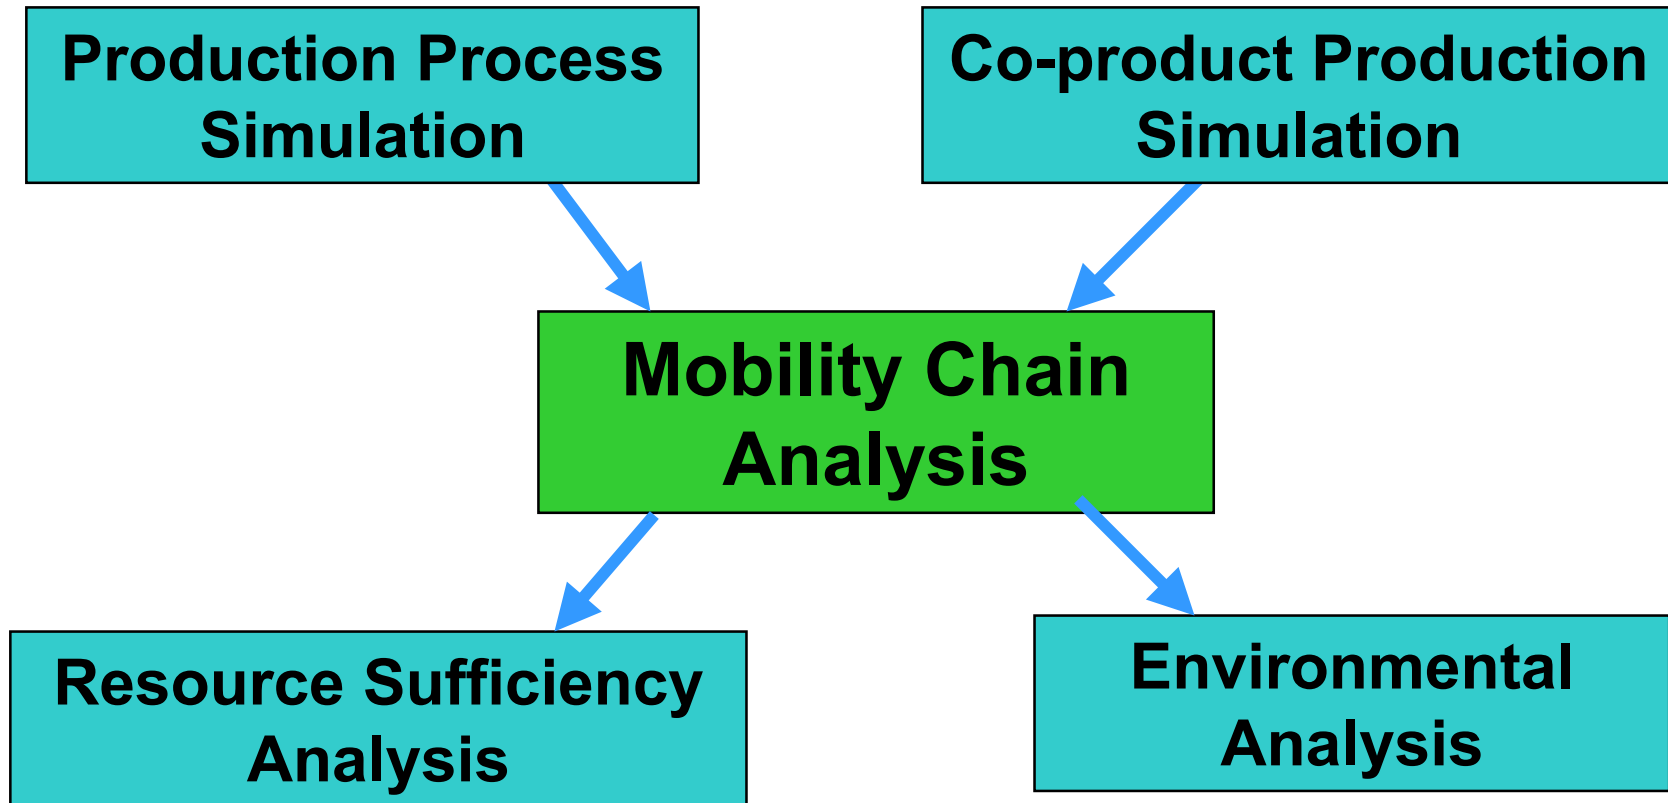 Production Process
Simulation
Co-product Production
Simulation
Mobility Chain
Analysis
Resource Sufficiency
Analysis
Environmental
Analysis